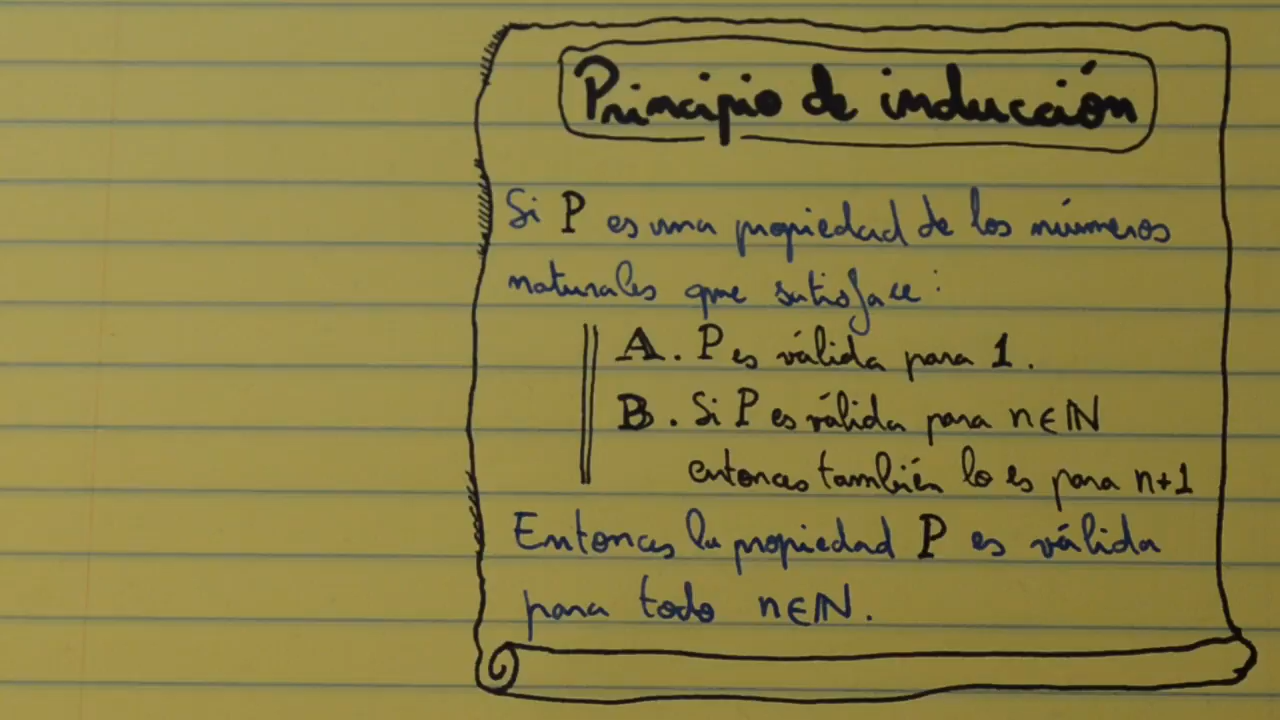 Principio de inducción
Si P es una propiedad de los números
naturales que satisface:
A. P es válida para 1.
B. Si P es válida para n∈ℕ
entonces también lo es para n+1
Entonces la propiedad P es válida
para todo n∈ℕ.